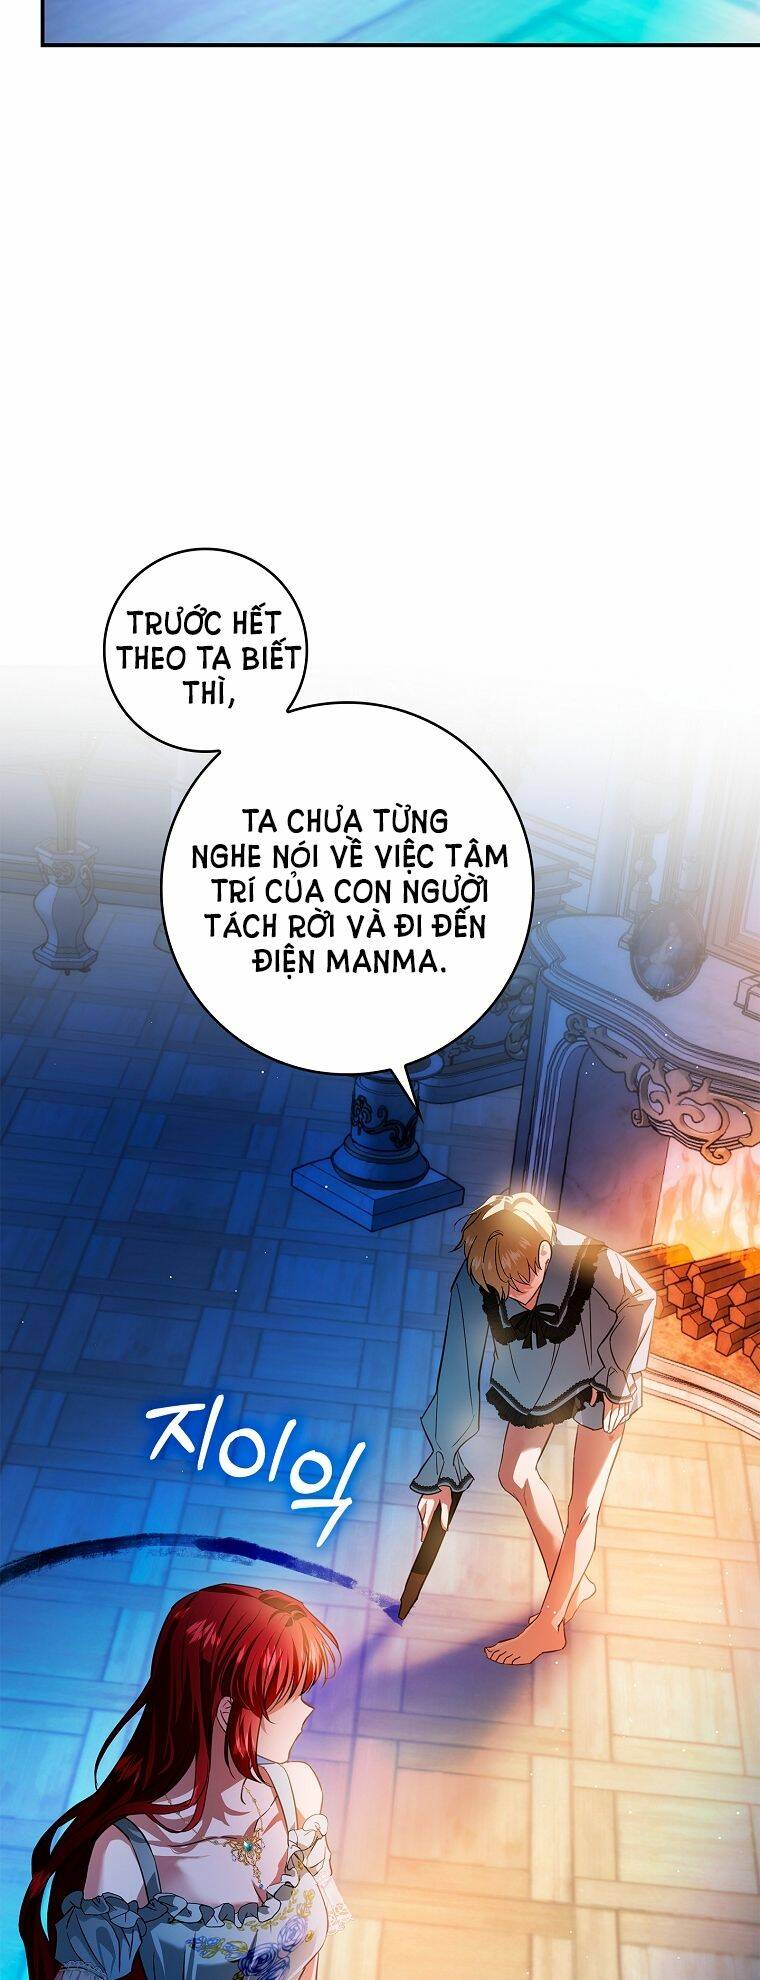 TRƯỚC HẾT
THEO TA BIẾT
THÌ,
TA CHƯA TỪNG
NGHE NÓI VỀ VIỆC TÂM
TRÍ CỦA CON NGƯỜI
TÁCH RỜI VÀ ĐI ĐẾN
ĐIỆN MANMA.
지이익